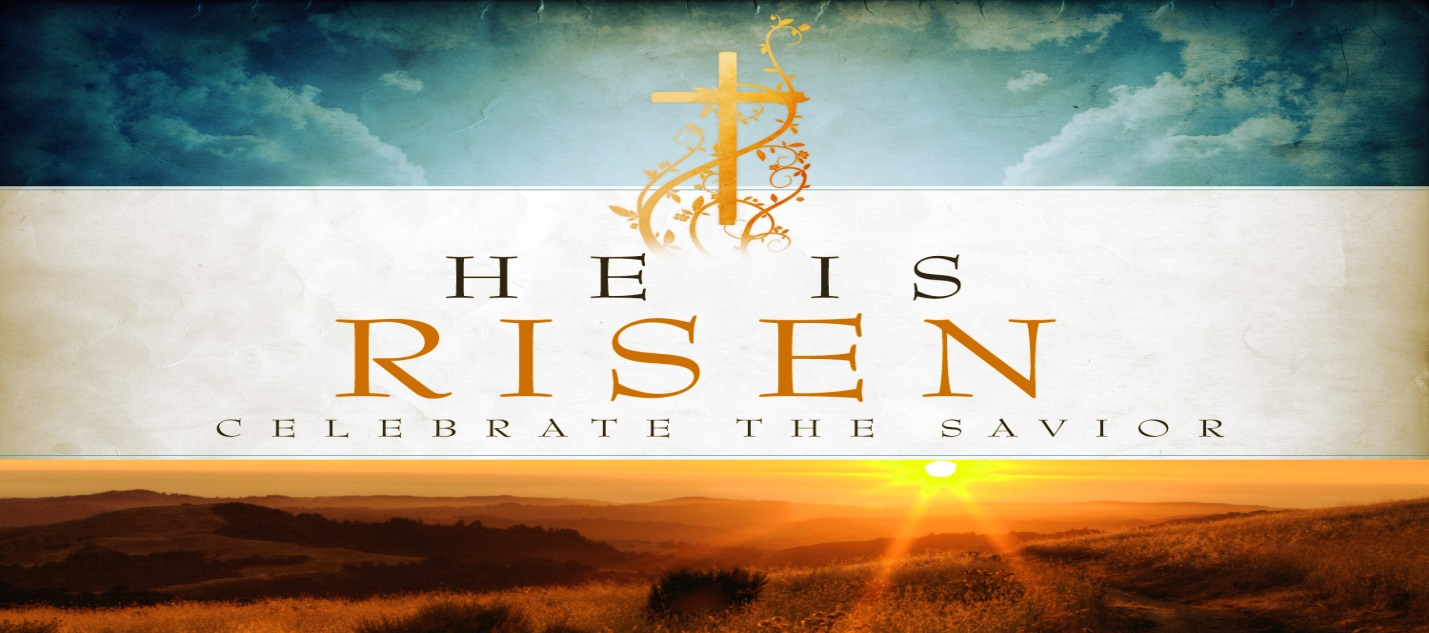 HE IS
RISEN
CELEBRATE THE SAVIOR